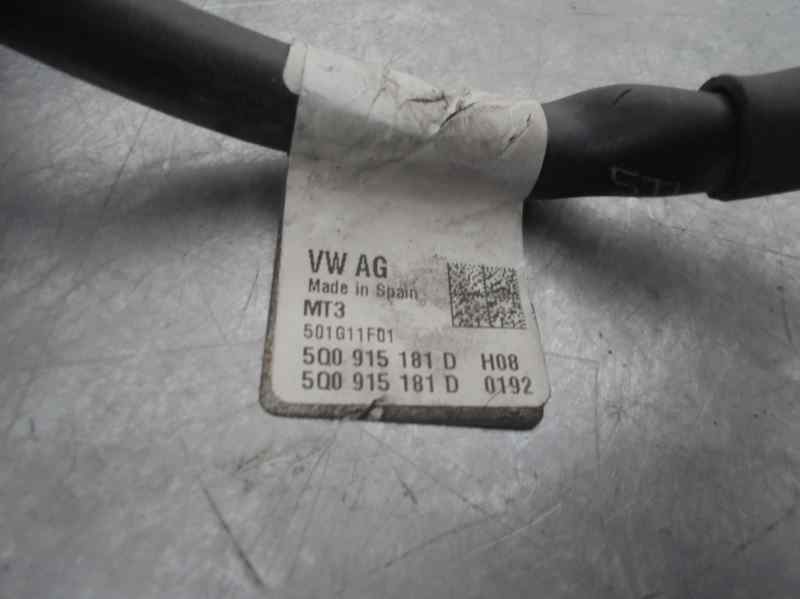 VW AG
Made in Spain
MT3
501G11F01
5Q0 915 181 D H08
5Q0 915 181 D 0192